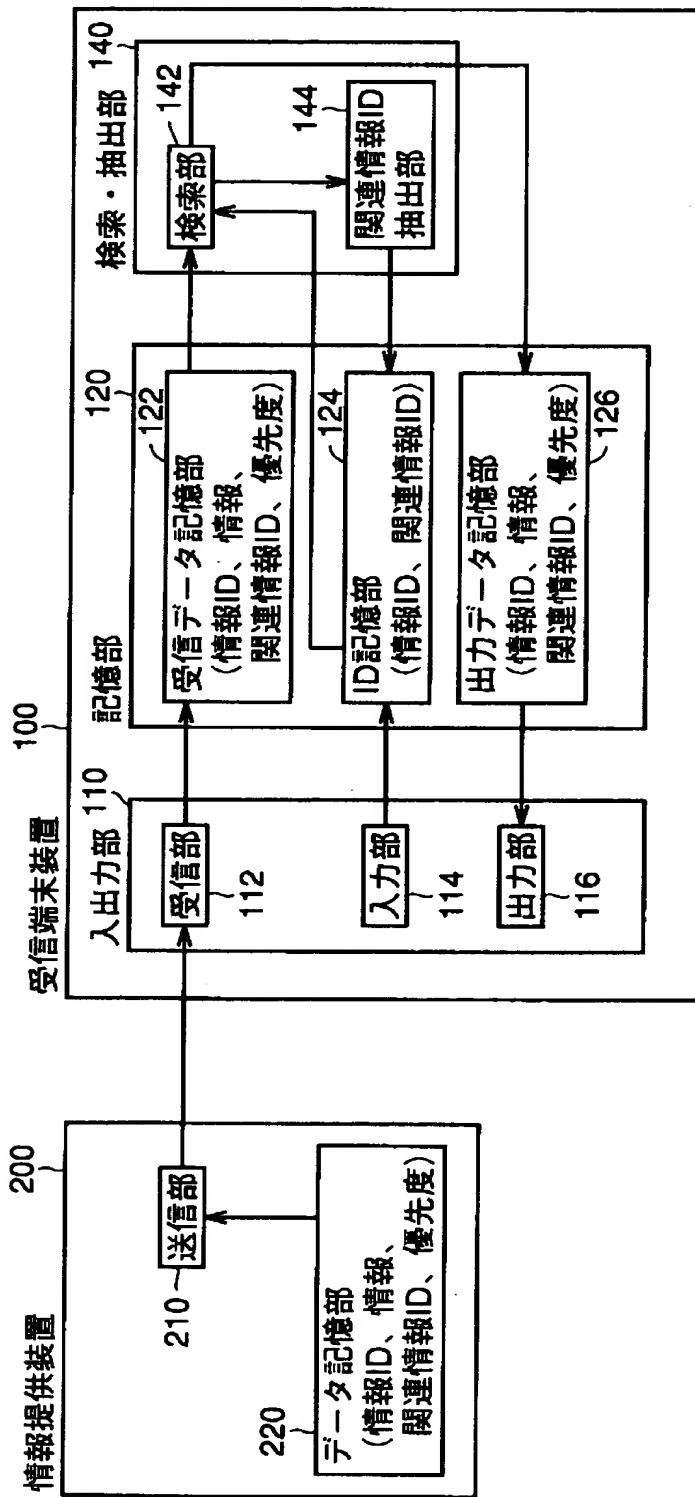 情報提供装置
200
送信部
210
データ記憶部
（情報ID、情報、
関連情報ID、優先度）
220
受信端末装置
100
入出力部
110
受信部
112
入力部
114
出力部
116
記憶部
120
受信データ記憶部
（情報ID、情報、
関連情報ID、優先度）
122
ID記憶部
（情報ID、関連情報ID）
124
出力データ記憶部
（情報ID、情報、
関連情報ID、優先度）
126
検索・抽出部
140
検索部
142
関連情報ID
抽出部
144